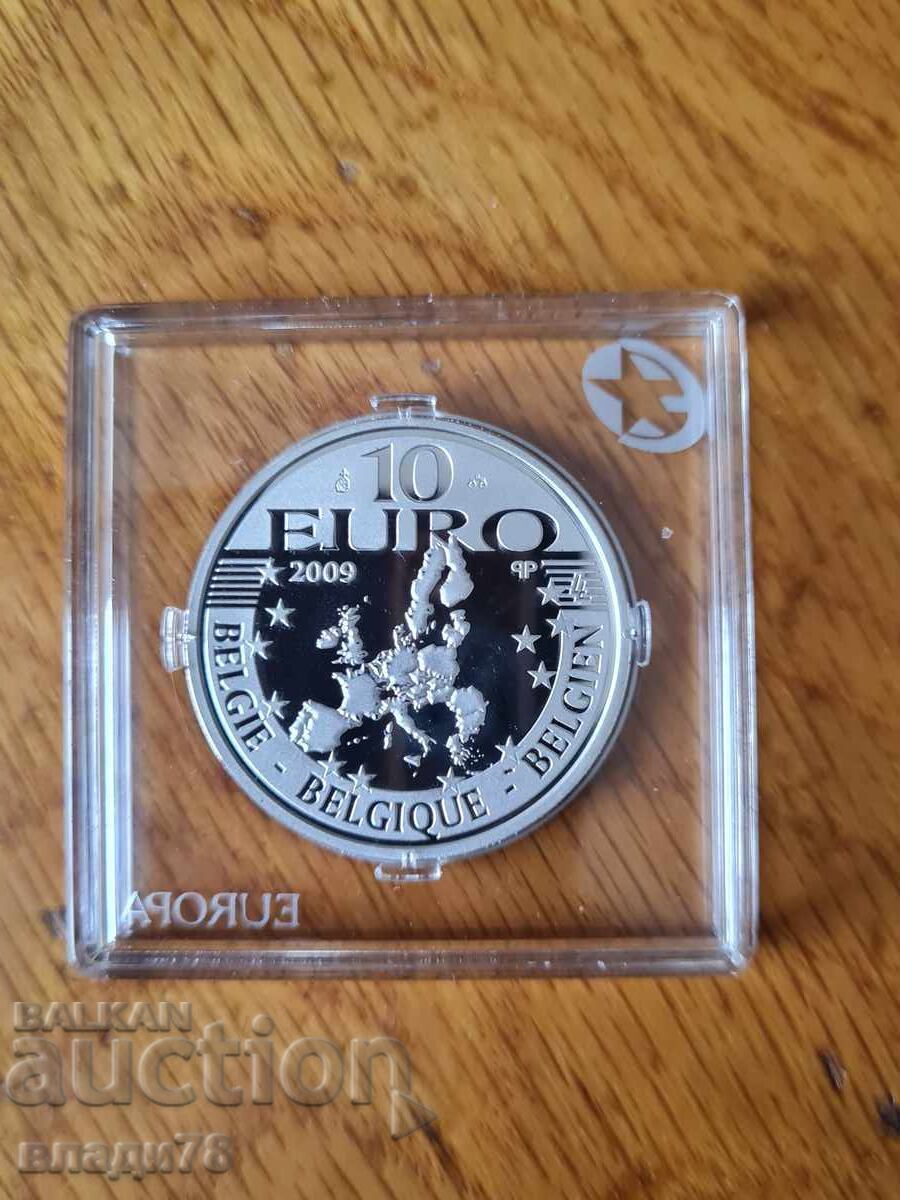 10
EURO
2009
BELGIE - BELGIQUE - BELGIEN
EUROPA
BALKAN
auction
влади78